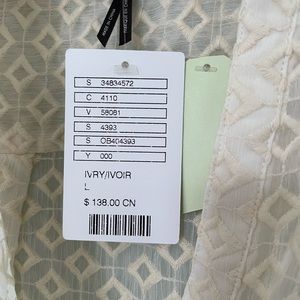 S 34834572
C 4110
V 58081
S 4393
S OB404393
Y 000
IVRY/IVOIR
L
$ 138.00 CN